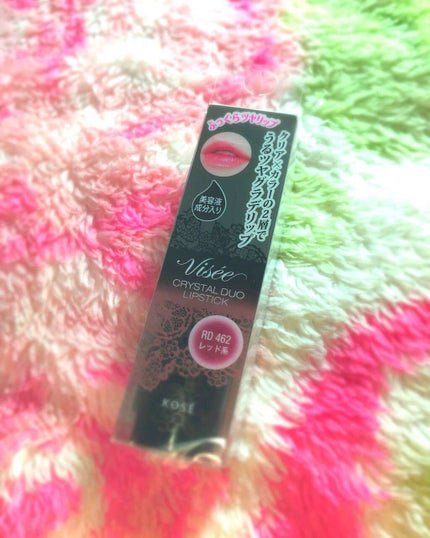 ふっくらツヤリップ
クリア×カラーの2層で
うるツヤグラデリップ
美容液
成分入り
Visée
CRYSTAL DUO
LIPSTICK
RD 462
レッド系
KOSÉ